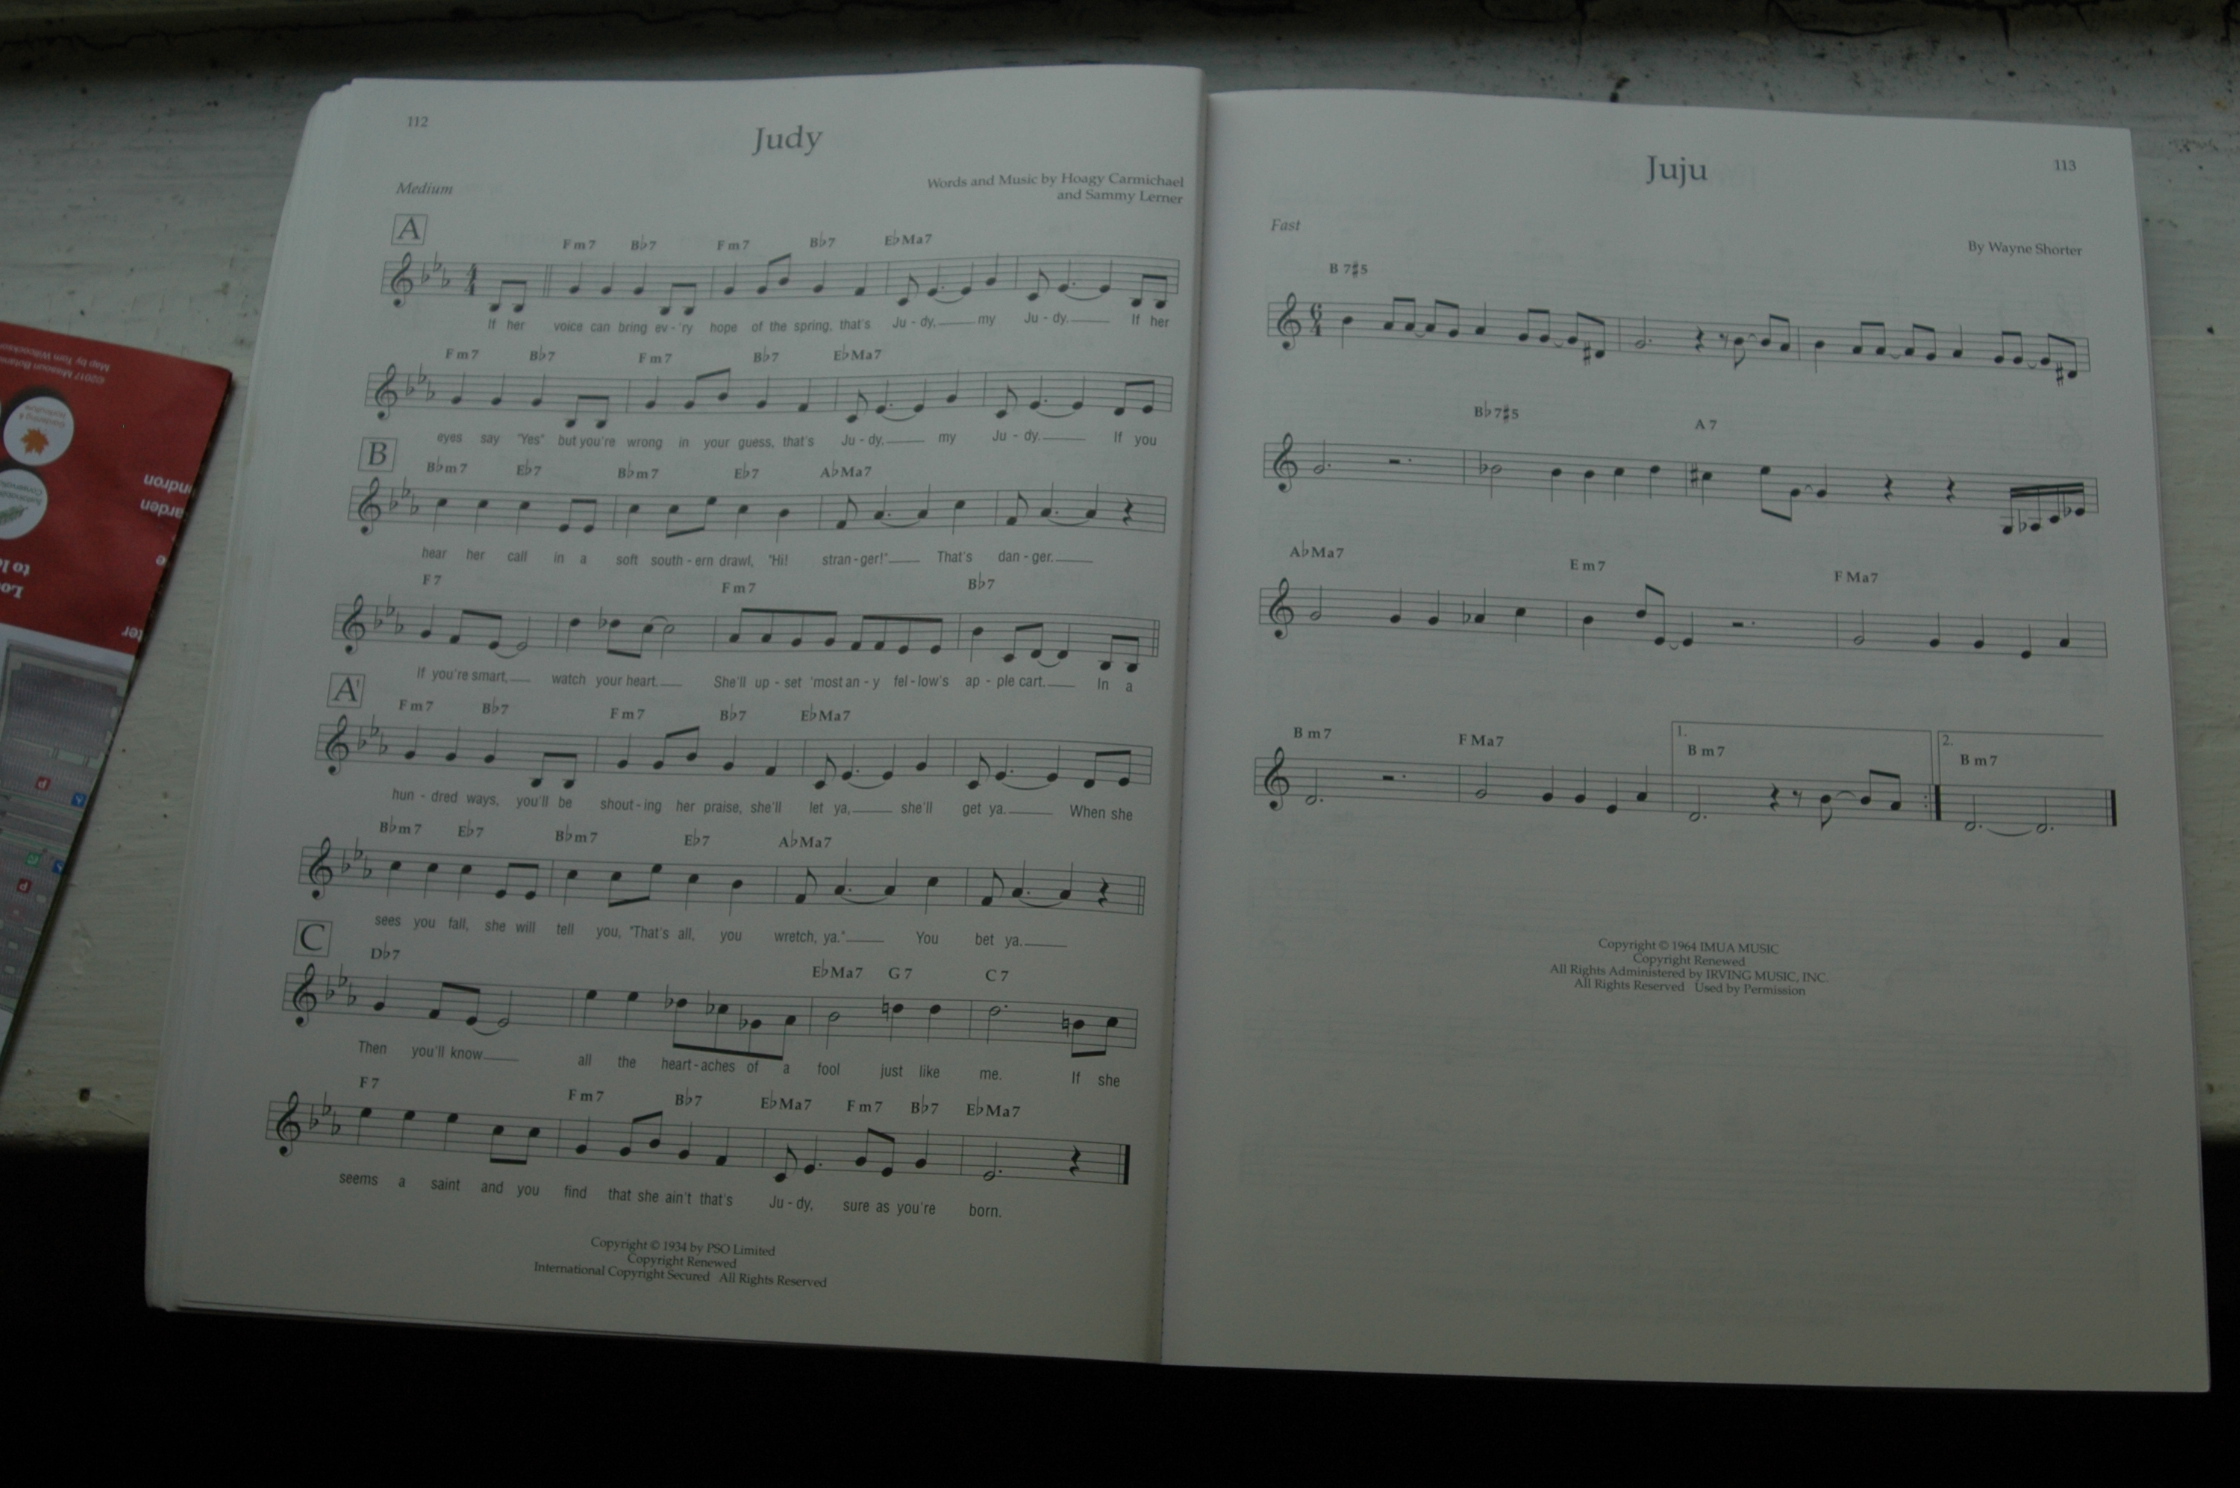 112
Judy
Medium
Words and Music by Hoagy Carmichael
and Sammy Lerner
A
Fm7 B♭7 Fm7 B♭7 E♭Ma7
If her voice can bring ev - 'ry hope of the spring, that's Ju - dy, my Ju - dy. If her
Fm7 B♭7 Fm7 B♭7 E♭Ma7
eyes say "Yes" but you're wrong in your guess, that's Ju - dy, my Ju - dy. If you
B
B♭m7 E♭7 B♭m7 E♭7 A♭Ma7
hear her call in a soft south - ern drawl, "Hi! stran - ger!" That's dan - ger.
F7 Fm7 B♭7
If you're smart, watch your heart. She'll up - set 'most an - y fel - low's ap - ple cart. In a
A'
Fm7 B♭7 Fm7 B♭7 E♭Ma7
hun - dred ways, you'll be shout - ing her praise, she'll let ya, she'll get ya. When she
B♭m7 E♭7 B♭m7 E♭7 A♭Ma7
sees you fall, she will tell you, "That's all, you wretch, ya." You bet ya.
C
D♭7 E♭Ma7 G7 C7
Then you'll know all the heart - aches of a fool just like me. If she
F7 Fm7 B♭7 E♭Ma7 Fm7 B♭7 E♭Ma7
seems a saint and you find that she ain't that's Ju - dy, sure as you're born.
Copyright © 1934 by PSO Limited
Copyright Renewed
International Copyright Secured All Rights Reserved
113
Juju
Fast
By Wayne Shorter
B7♯5
B♭7♯5 A7
A♭Ma7 Em7 FMa7
Bm7 FMa7 1. Bm7 2. Bm7
Copyright © 1964 IMUA MUSIC
Copyright Renewed
All Rights Administered by IRVING MUSIC, INC.
All Rights Reserved Used by Permission
©2017